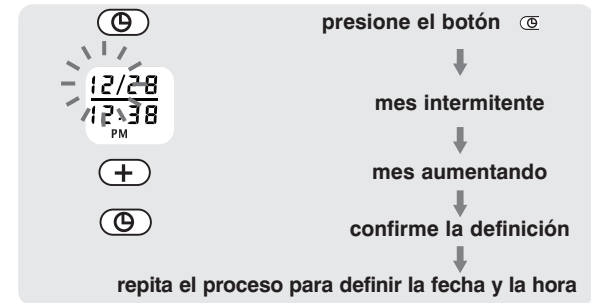 presione el botón
12/28
12:38
PM
mes intermitente
+
mes aumentando
confirme la definición
repita el proceso para definir la fecha y la hora